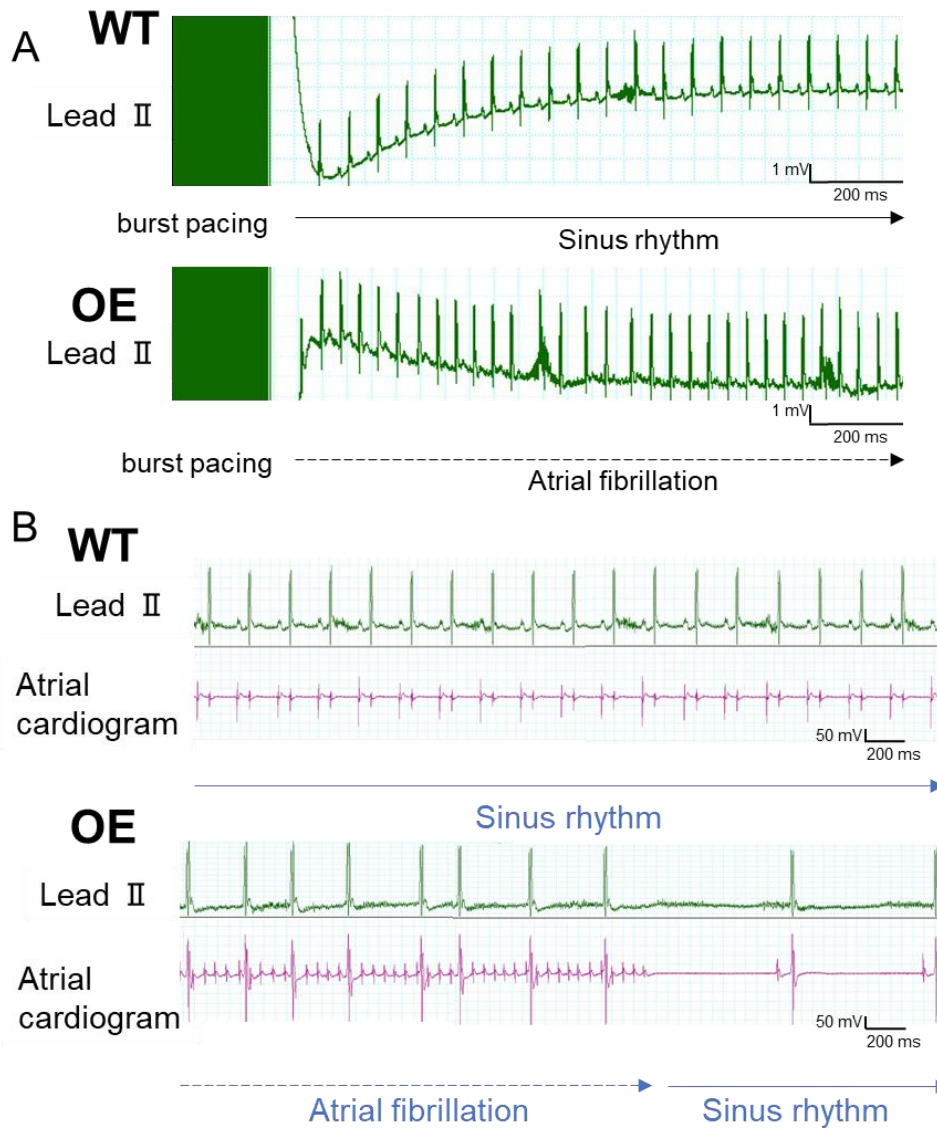 A
WT
Lead Ⅱ
1 mV
200 ms
burst pacing
Sinus rhythm
OE
Lead Ⅱ
1 mV
200 ms
burst pacing
Atrial fibrillation
B
WT
Lead Ⅱ
Atrial
cardiogram
50 mV
200 ms
Sinus rhythm
OE
Lead Ⅱ
Atrial
cardiogram
50 mV
200 ms
Atrial fibrillation
Sinus rhythm